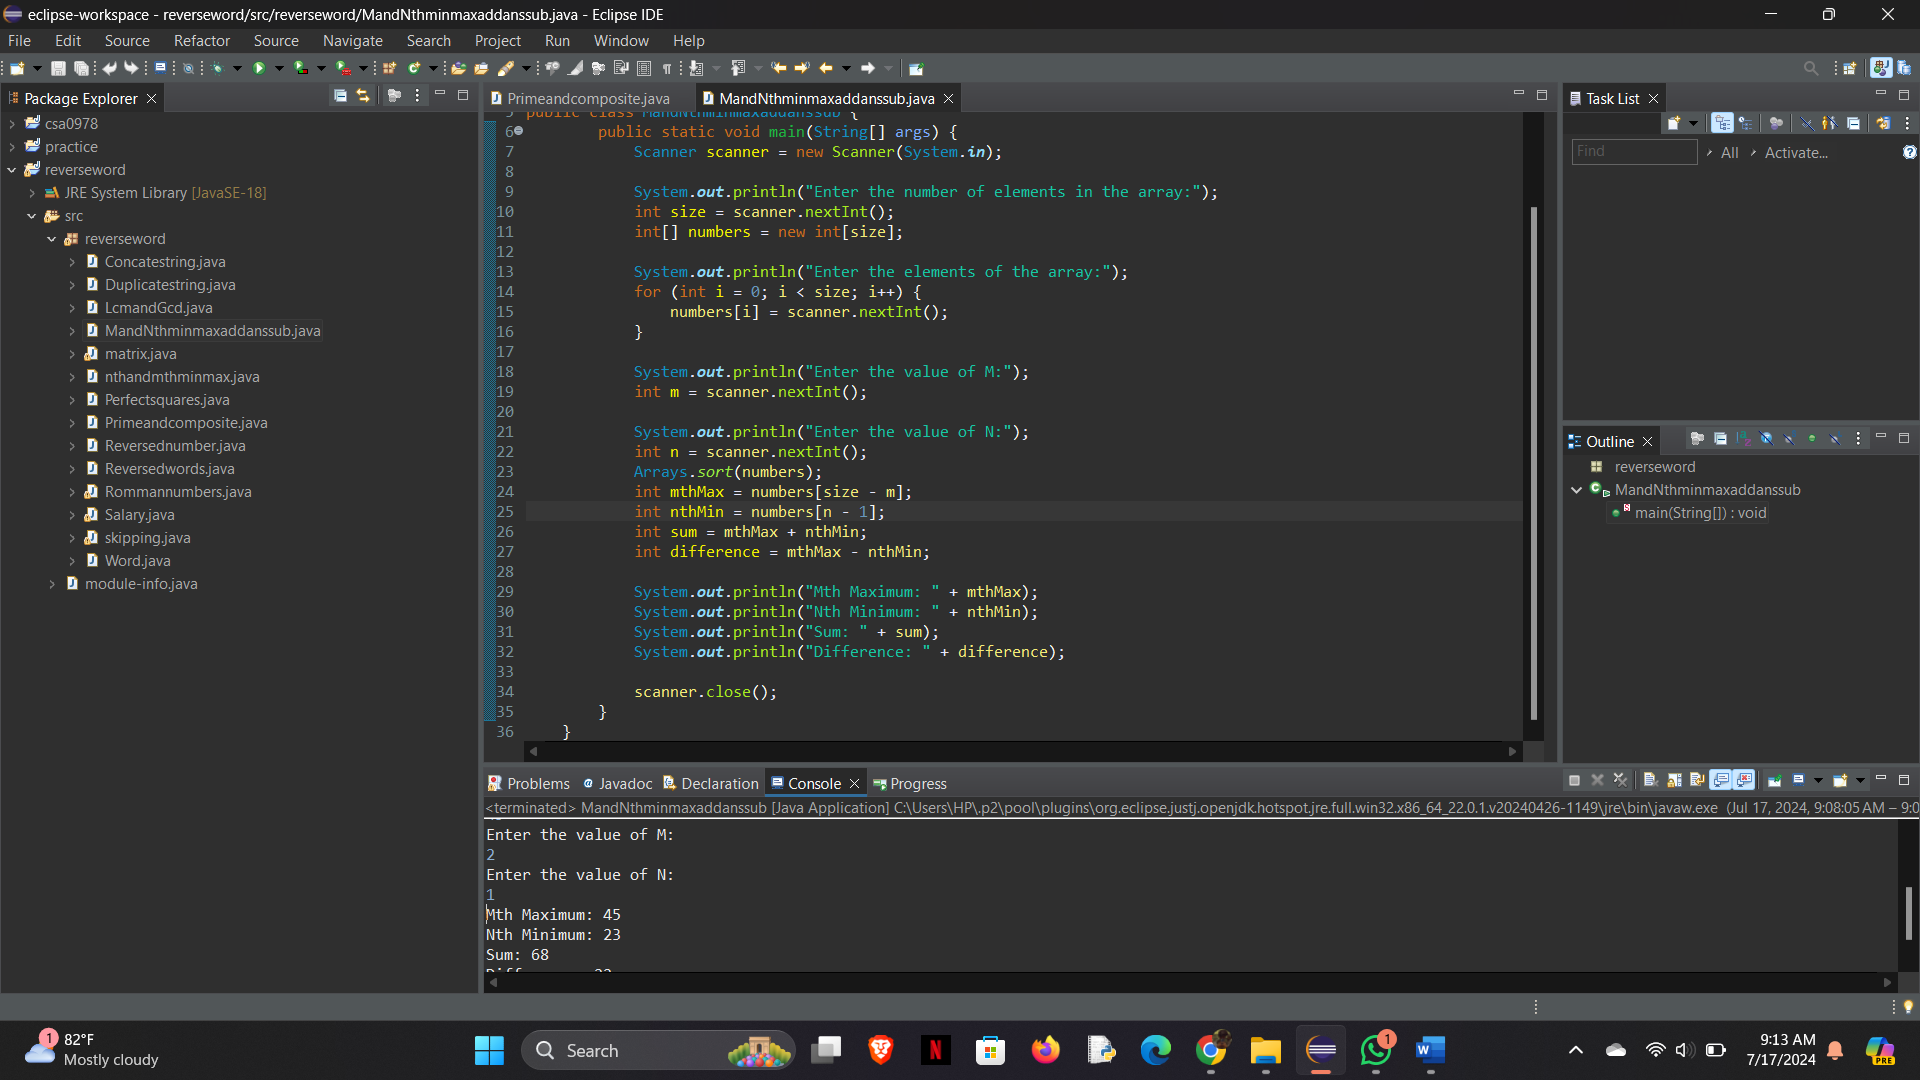 eclipse-workspace - reverseword/src/reverseword/MandNthminmaxaddanssub.java - Eclipse IDE
File Edit Source Refactor Source Navigate Search Project Run Window Help
Package Explorer
csa0978
practice
reverseword
JRE System Library [JavaSE-18]
src
reverseword
Concatestring.java
Duplicatestring.java
LcmandGcd.java
MandNthminmaxaddanssub.java
matrix.java
nthandmthminmax.java
Perfectsquares.java
Primeandcomposite.java
Reversednumber.java
Reversedwords.java
Rommannumbers.java
Salary.java
skipping.java
Word.java
module-info.java
Primeandcomposite.java MandNthminmaxaddanssub.java
5 public class MandNthminmaxaddanssub {
6 public static void main(String[] args) {
7 Scanner scanner = new Scanner(System.in);
8
9 System.out.println("Enter the number of elements in the array:");
10 int size = scanner.nextInt();
11 int[] numbers = new int[size];
12
13 System.out.println("Enter the elements of the array:");
14 for (int i = 0; i < size; i++) {
15 numbers[i] = scanner.nextInt();
16 }
17
18 System.out.println("Enter the value of M:");
19 int m = scanner.nextInt();
20
21 System.out.println("Enter the value of N:");
22 int n = scanner.nextInt();
23 Arrays.sort(numbers);
24 int mthMax = numbers[size - m];
25 int nthMin = numbers[n - 1];
26 int sum = mthMax + nthMin;
27 int difference = mthMax - nthMin;
28
29 System.out.println("Mth Maximum: " + mthMax);
30 System.out.println("Nth Minimum: " + nthMin);
31 System.out.println("Sum: " + sum);
32 System.out.println("Difference: " + difference);
33
34 scanner.close();
35 }
36 }
Task List
Find All Activate...
Outline
reverseword
MandNthminmaxaddanssub
main(String[]) : void
Problems Javadoc Declaration Console Progress
<terminated> MandNthminmaxaddanssub [Java Application] C:\Users\HP\.p2\pool\plugins\org.eclipse.justj.openjdk.hotspot.jre.full.win32.x86_64_22.0.1.v20240426-1149\jre\bin\javaw.exe (Jul 17, 2024, 9:08:05 AM – 9:0
Enter the value of M:
2
Enter the value of N:
1
Mth Maximum: 45
Nth Minimum: 23
Sum: 68
1
82°F
Mostly cloudy
Search
1
9:13 AM
7/17/2024
PRE